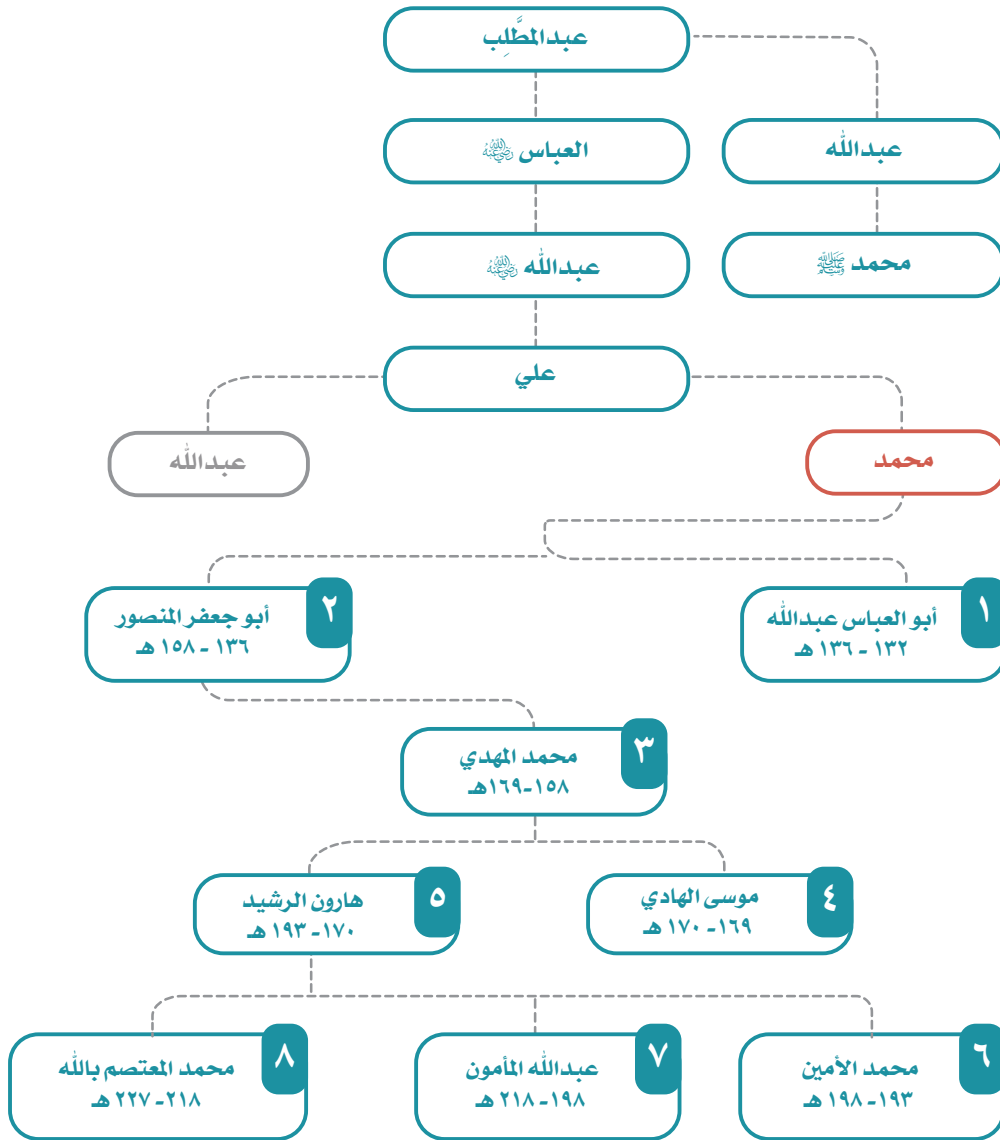 عبدالمطَّلِب
عبدالله
العباس رضي الله عنه
محمد ﷺ
عبدالله رضي الله عنه
علي
محمد
عبدالله
١
أبو العباس عبدالله
١٣٢ - ١٣٦ هـ
٢
أبو جعفر المنصور
١٣٦ - ١٥٨ هـ
٣
محمد المهدي
١٥٨-١٦٩هـ
٤
موسى الهادي
١٦٩-١٧٠ هـ
٥
هارون الرشيد
١٧٠-١٩٣ هـ
٦
محمد الأمين
١٩٣-١٩٨ هـ
٧
عبدالله المأمون
١٩٨-٢١٨ هـ
٨
محمد المعتصم بالله
٢١٨-٢٢٧ هـ